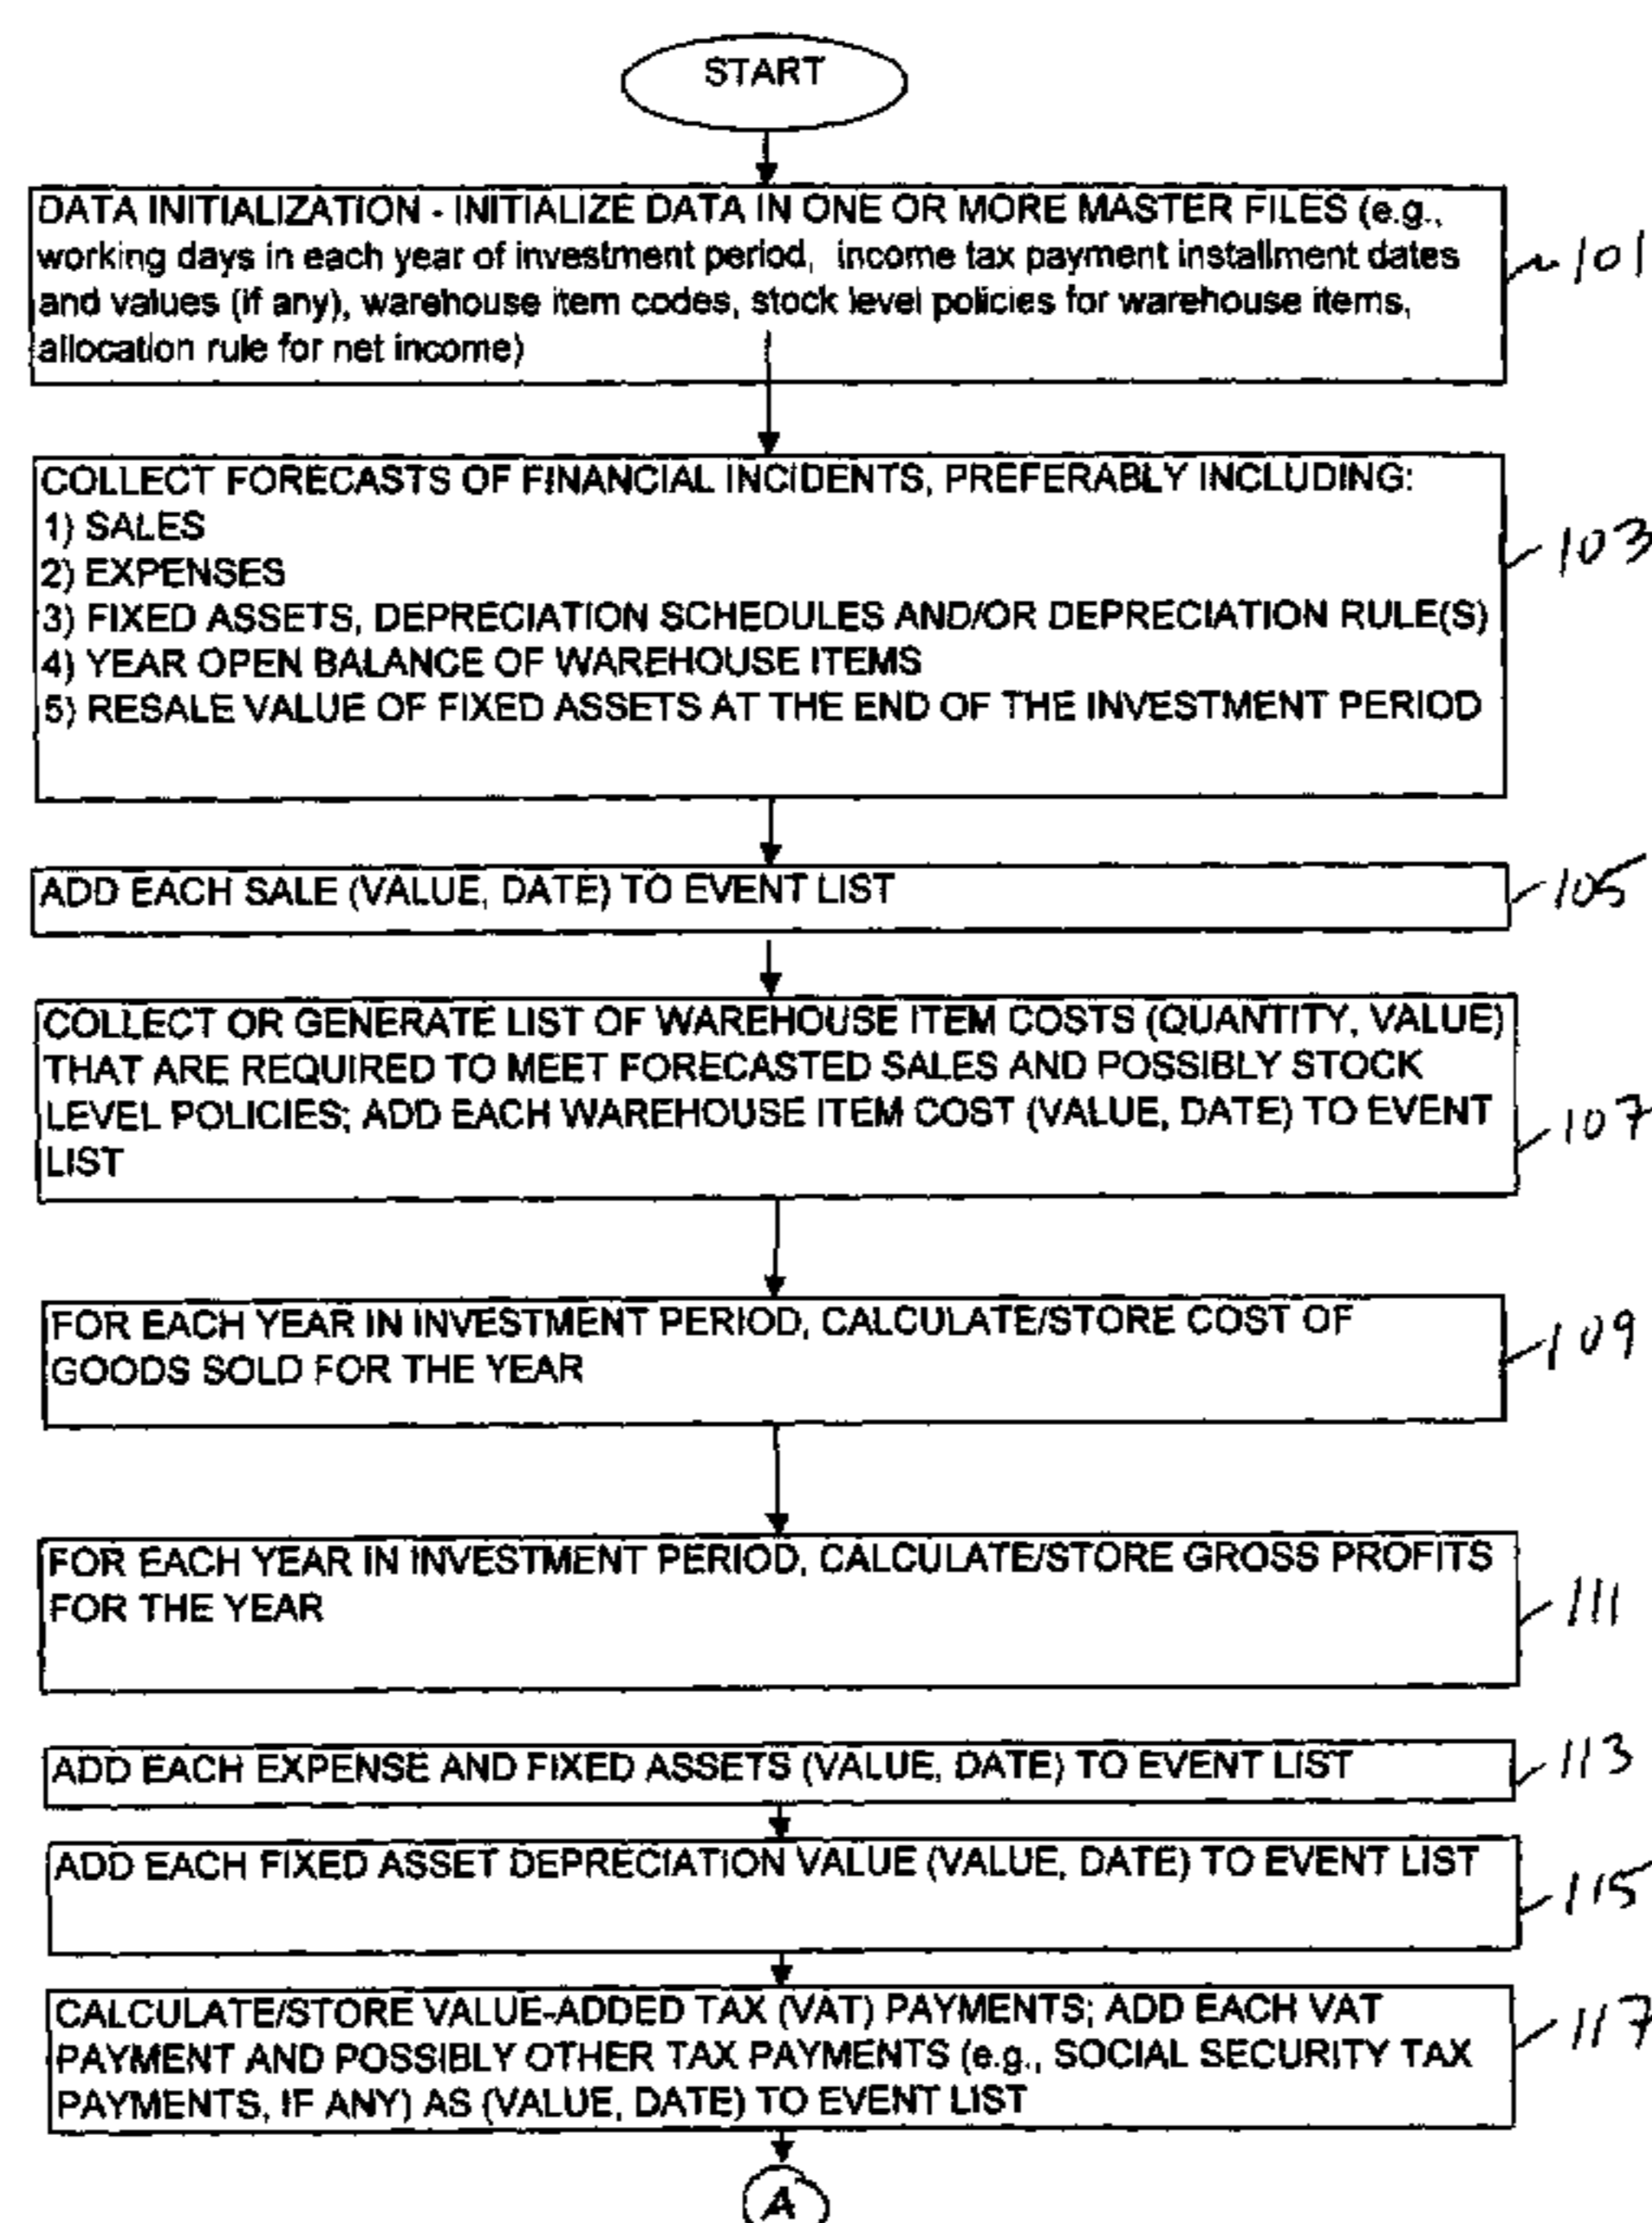 START
DATA INITIALIZATION - INITIALIZE DATA IN ONE OR MORE MASTER FILES (e.g.,
working days in each year of investment period, income tax payment installment dates
and values (if any), warehouse item codes, stock level policies for warehouse items,
allocation rule for net income)
101
COLLECT FORECASTS OF FINANCIAL INCIDENTS, PREFERABLY INCLUDING:
1) SALES
2) EXPENSES
3) FIXED ASSETS, DEPRECIATION SCHEDULES AND/OR DEPRECIATION RULE(S)
4) YEAR OPEN BALANCE OF WAREHOUSE ITEMS
5) RESALE VALUE OF FIXED ASSETS AT THE END OF THE INVESTMENT PERIOD
103
ADD EACH SALE (VALUE, DATE) TO EVENT LIST
105
COLLECT OR GENERATE LIST OF WAREHOUSE ITEM COSTS (QUANTITY, VALUE)
THAT ARE REQUIRED TO MEET FORECASTED SALES AND POSSIBLY STOCK
LEVEL POLICIES; ADD EACH WAREHOUSE ITEM COST (VALUE, DATE) TO EVENT
LIST
107
FOR EACH YEAR IN INVESTMENT PERIOD, CALCULATE/STORE COST OF
GOODS SOLD FOR THE YEAR
109
FOR EACH YEAR IN INVESTMENT PERIOD, CALCULATE/STORE GROSS PROFITS
FOR THE YEAR
111
ADD EACH EXPENSE AND FIXED ASSETS (VALUE, DATE) TO EVENT LIST
113
ADD EACH FIXED ASSET DEPRECIATION VALUE (VALUE, DATE) TO EVENT LIST
115
CALCULATE/STORE VALUE-ADDED TAX (VAT) PAYMENTS; ADD EACH VAT
PAYMENT AND POSSIBLY OTHER TAX PAYMENTS (e.g., SOCIAL SECURITY TAX
PAYMENTS, IF ANY) AS (VALUE, DATE) TO EVENT LIST
117
A